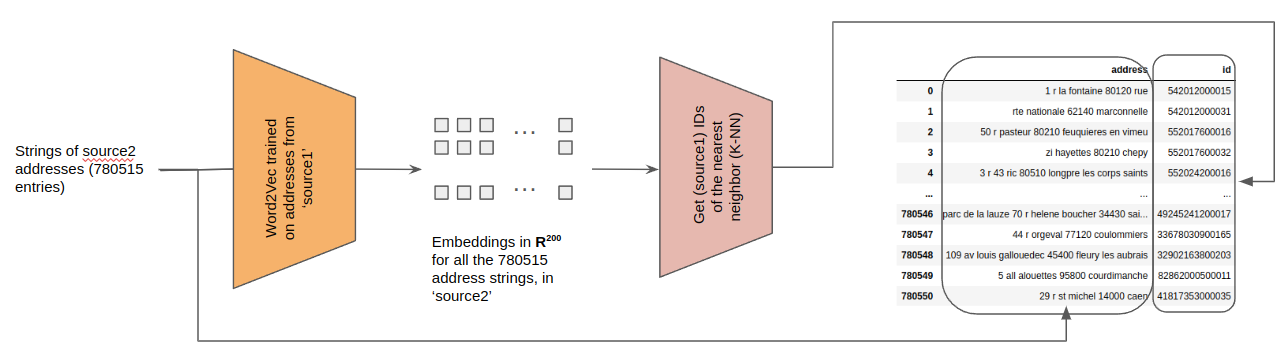 Strings of source2
addresses (780515
entries)
Word2Vec trained
on addresses from
‘source1’
...
...
Embeddings in R²⁰⁰
for all the 780515
address strings, in
‘source2’
Get (source1) IDs
of the nearest
neighbor (K-NN)
address id
0 1 r la fontaine 80120 rue 542012000015
1 rte nationale 62140 marconnelle 542012000031
2 50 r pasteur 80210 feuquieres en vimeu 552017600016
3 zi hayettes 80210 chepy 552017600032
4 3 r 43 ric 80510 longpre les corps saints 552024200016
... ... ...
780546 parc de la lauze 70 r helene boucher 34430 sai... 49245241200017
780547 44 r orgeval 77120 coulommiers 33678030900165
780548 109 av louis gallouedec 45400 fleury les aubrais 32902163800203
780549 5 all alouettes 95800 courdimanche 82862000500011
780550 29 r st michel 14000 caen 41817353000035